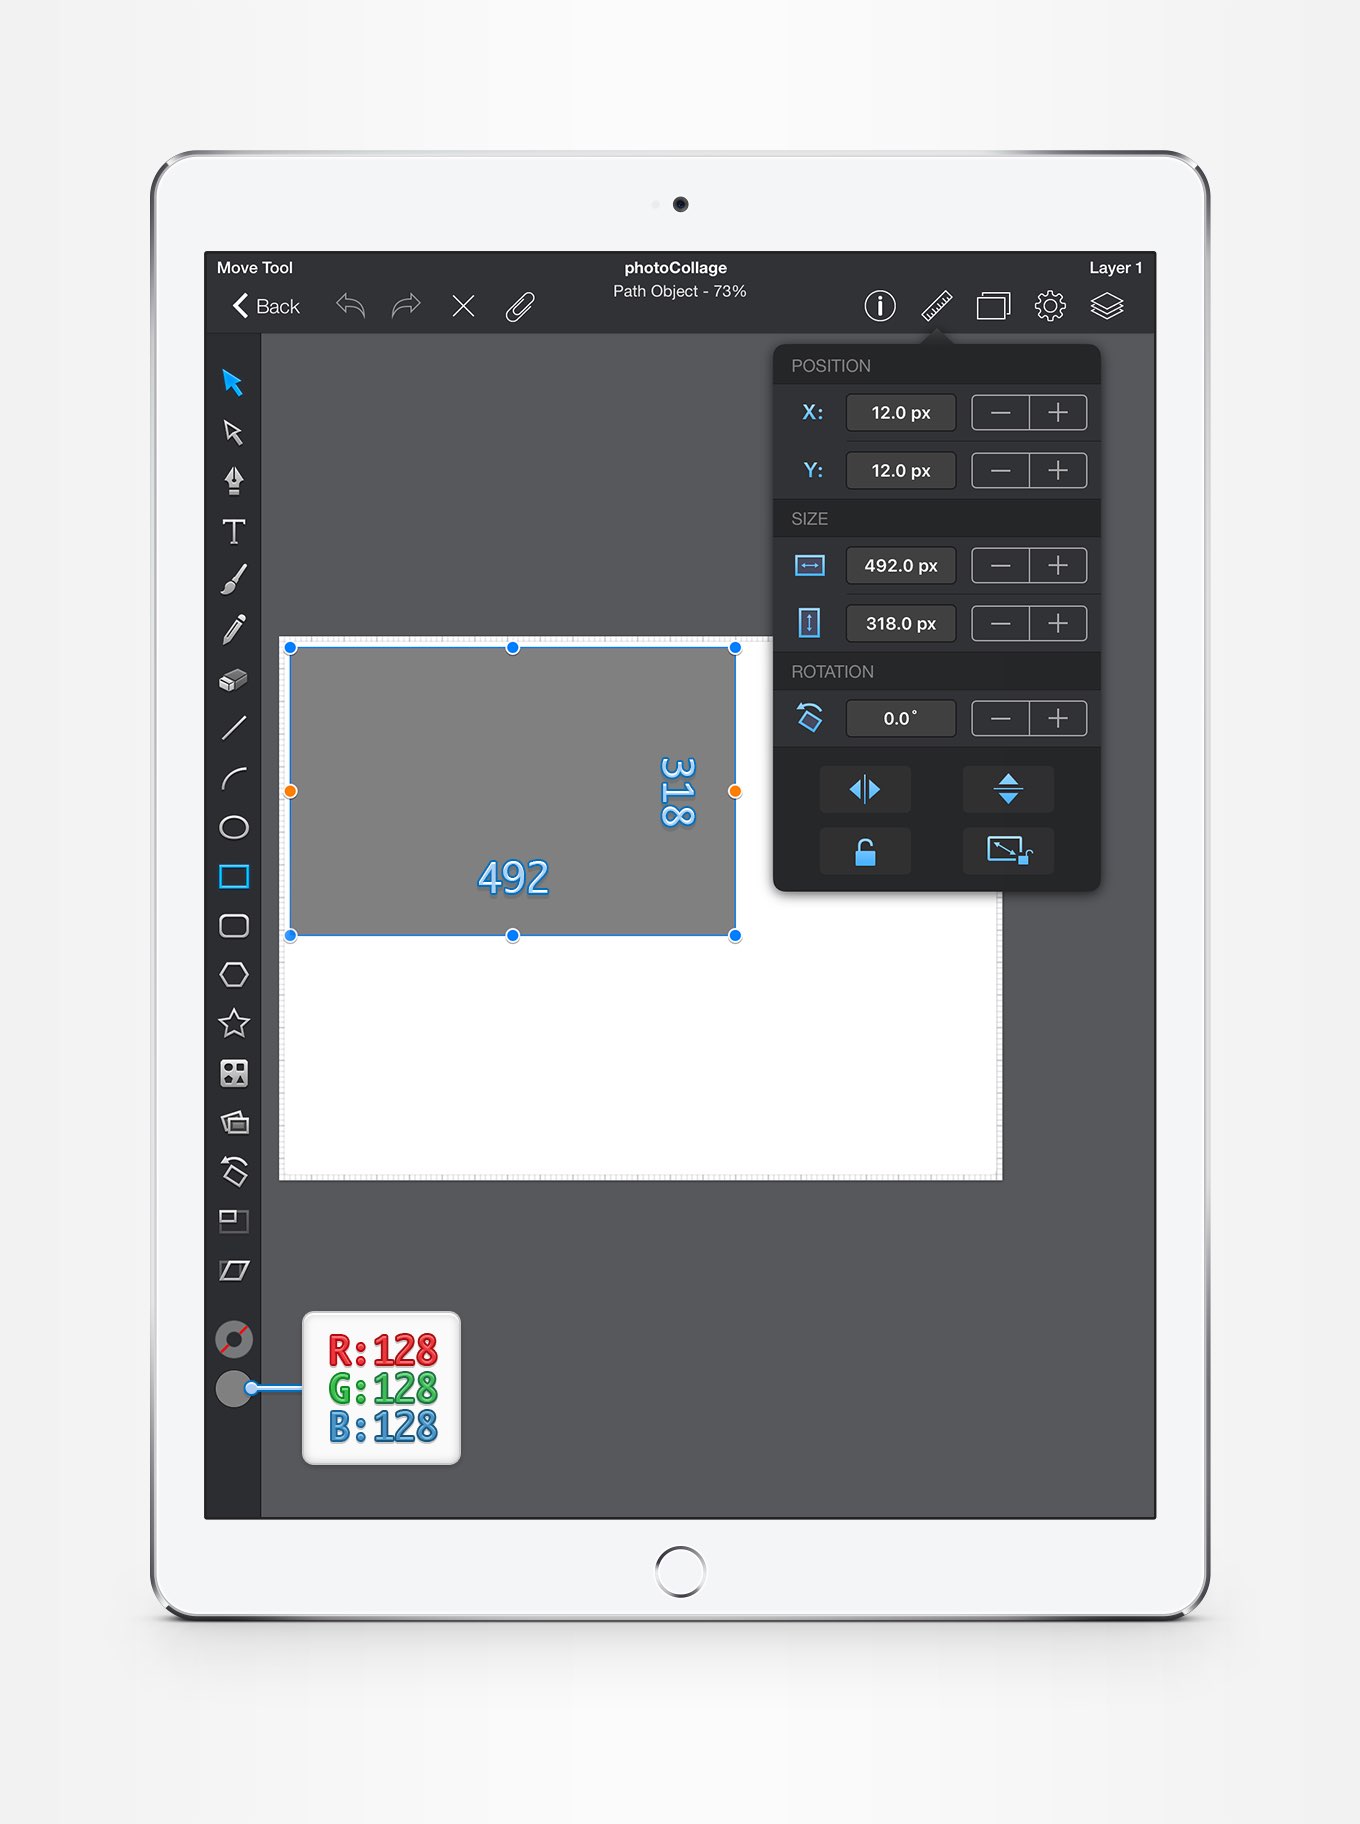 Move Tool
photoCollage
Layer 1
Back
Path Object - 73%
POSITION
X:
12.0 px
Y:
12.0 px
SIZE
492.0 px
318.0 px
ROTATION
0.0°
318
492
R:128
G:128
B:128